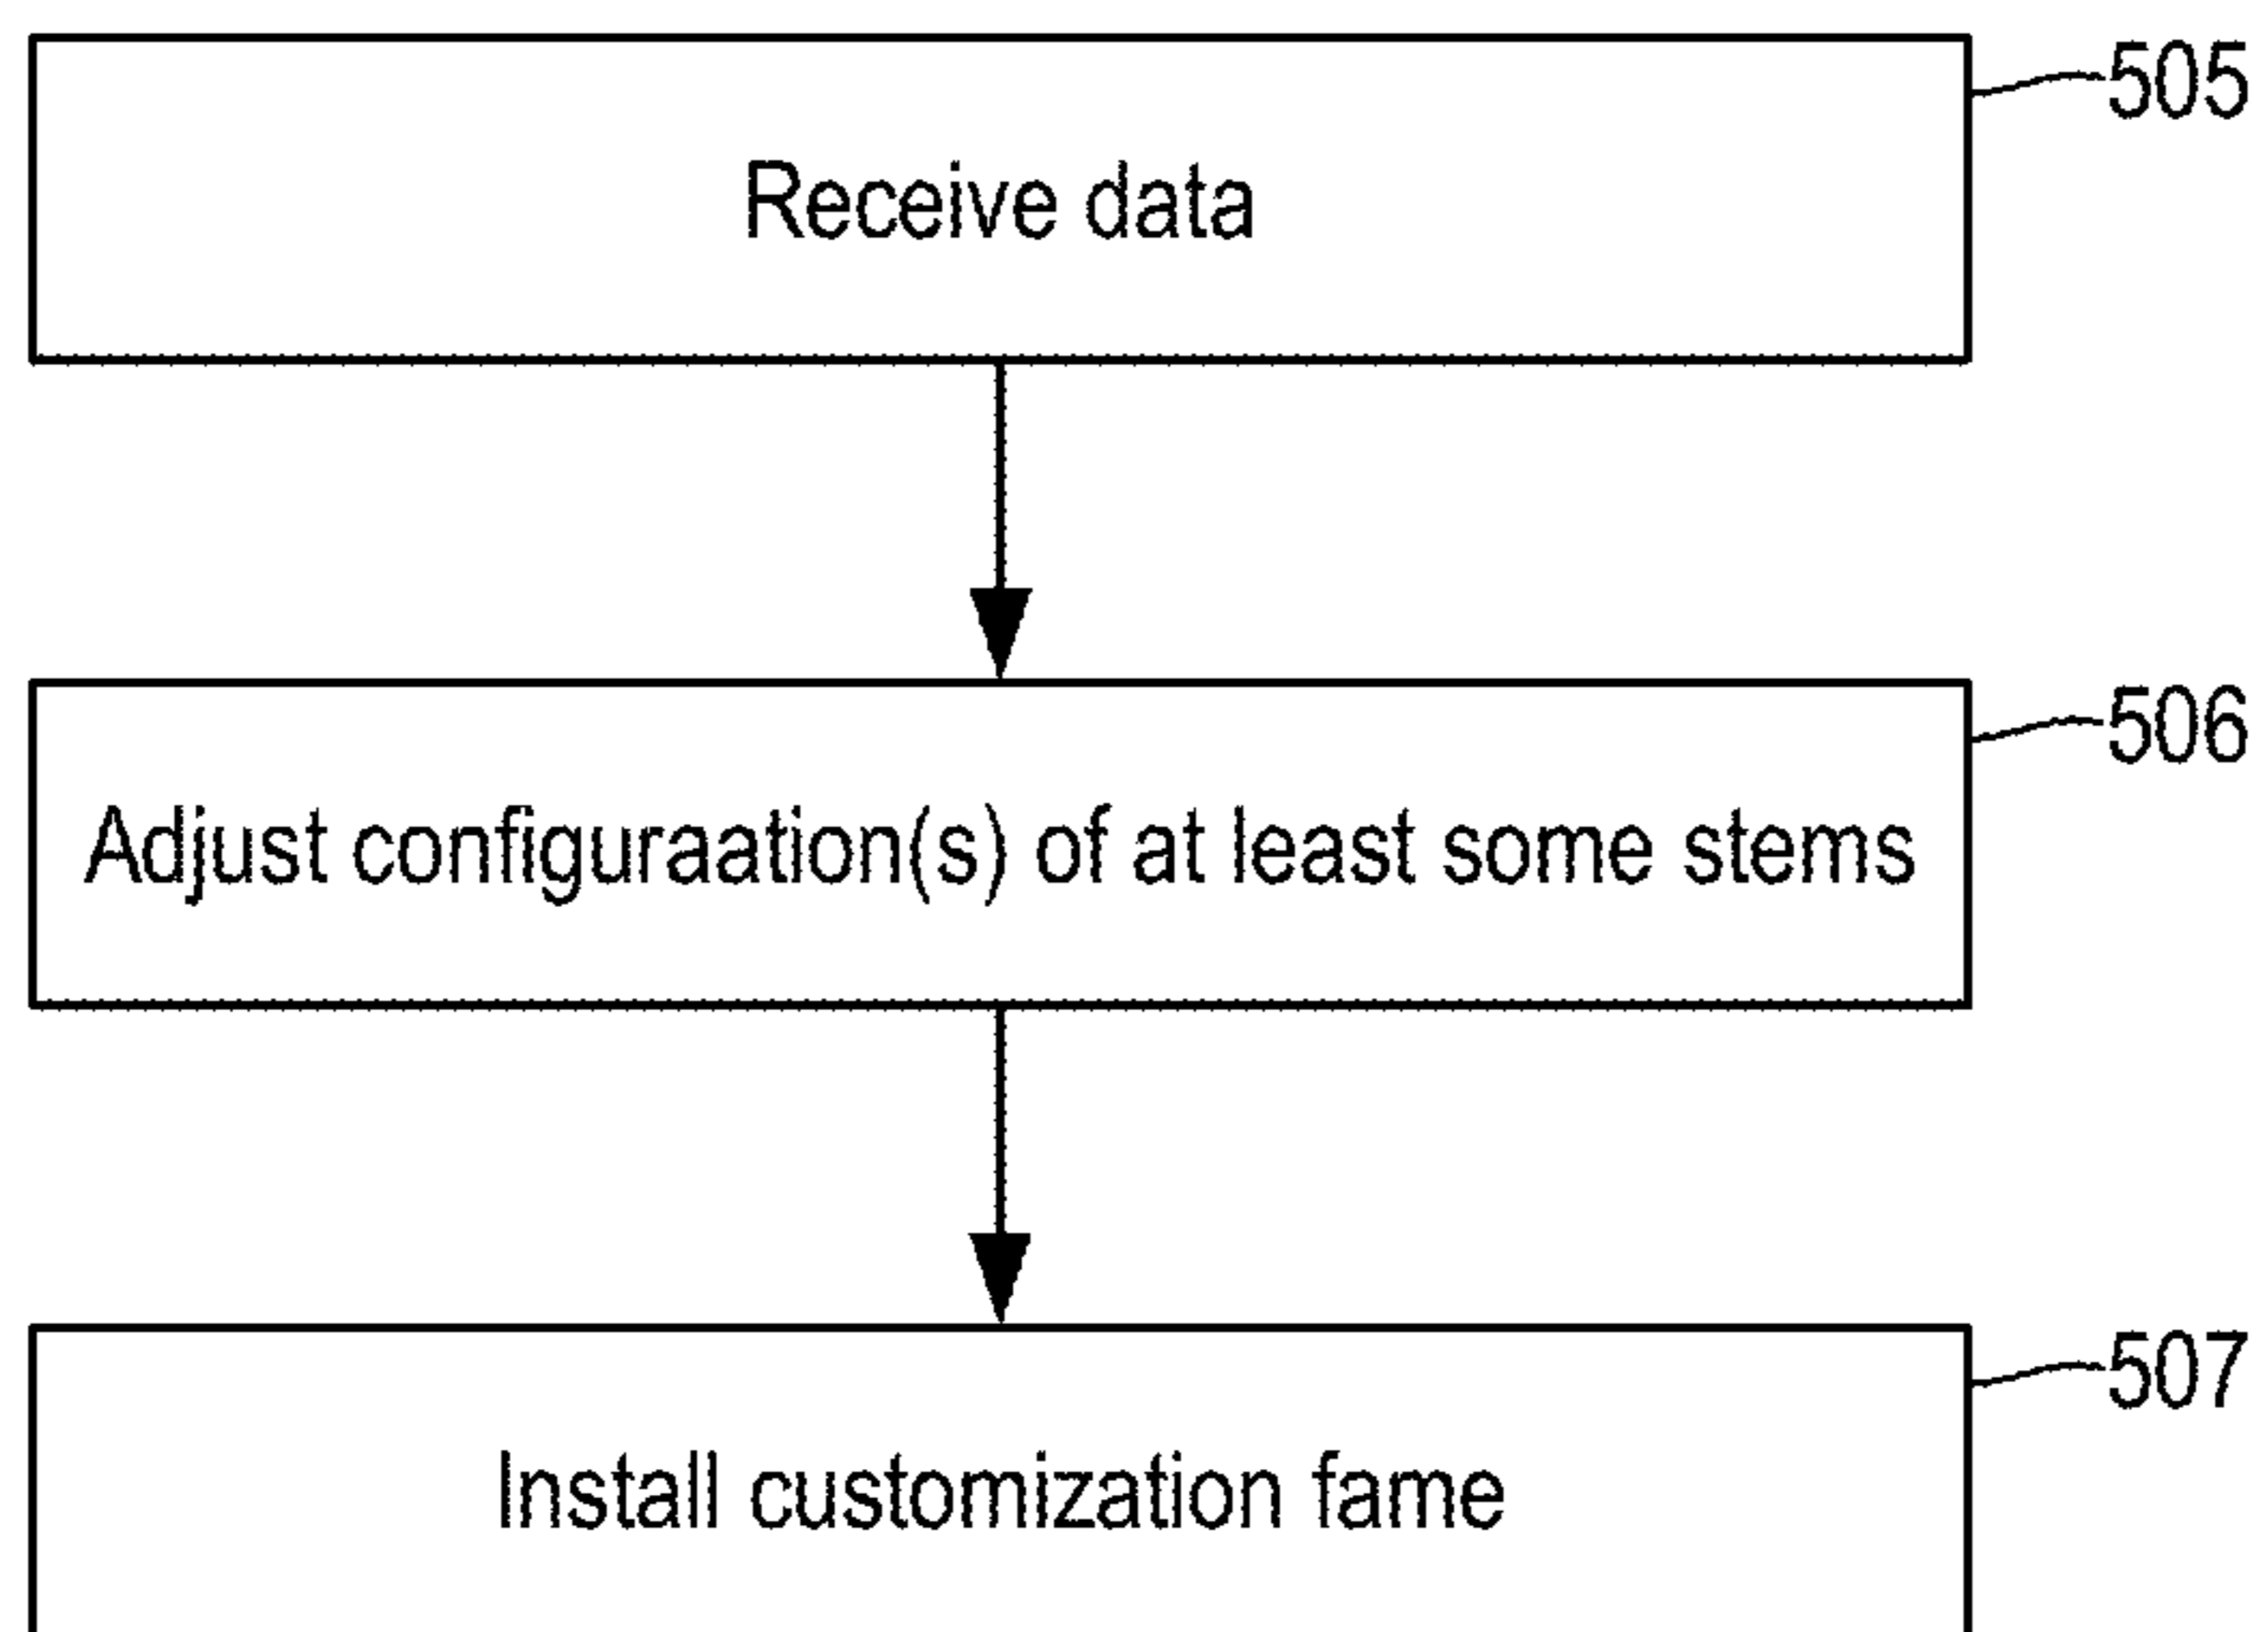 505
Receive data
506
Adjust configuraation(s) of at least some stems
507
Install customization fame